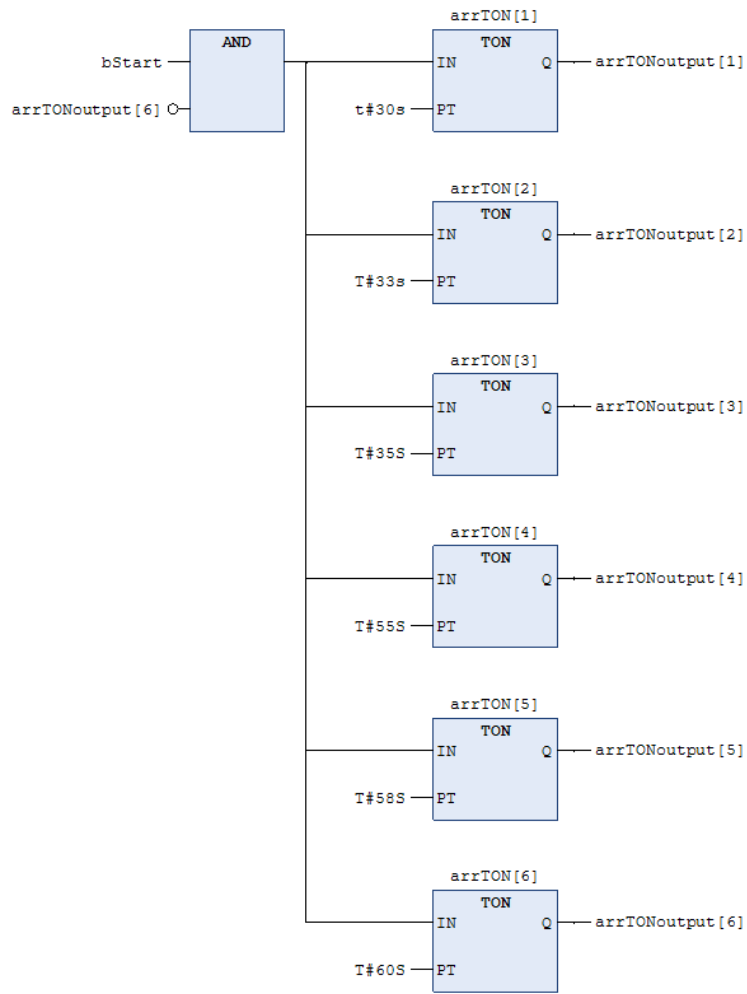 arrTON[1]
AND
TON
bStart
IN
Q
arrTONoutput[1]
arrTONoutput[6]
t#30s
PT
arrTON[2]
TON
IN
Q
arrTONoutput[2]
T#33s
PT
arrTON[3]
TON
IN
Q
arrTONoutput[3]
T#35S
PT
arrTON[4]
TON
IN
Q
arrTONoutput[4]
T#55S
PT
arrTON[5]
TON
IN
Q
arrTONoutput[5]
T#58S
PT
arrTON[6]
TON
IN
Q
arrTONoutput[6]
T#60S
PT